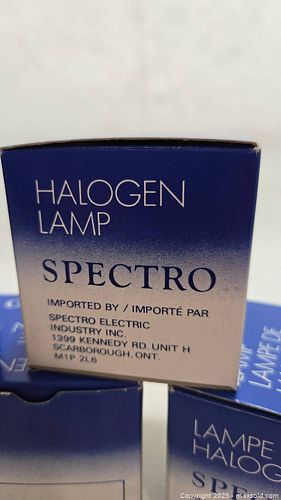 HALOGEN
LAMP
SPECTRO
IMPORTED BY / IMPORTÉ PAR
SPECTRO ELECTRIC
INDUSTRY INC.
1399 KENNEDY RD. UNIT H
SCARBOROUGH, ONT.
M1P 2L6
LAMPE DE
LAMPE
HALOG
SPE
Copyright 2025 - maxsold.com